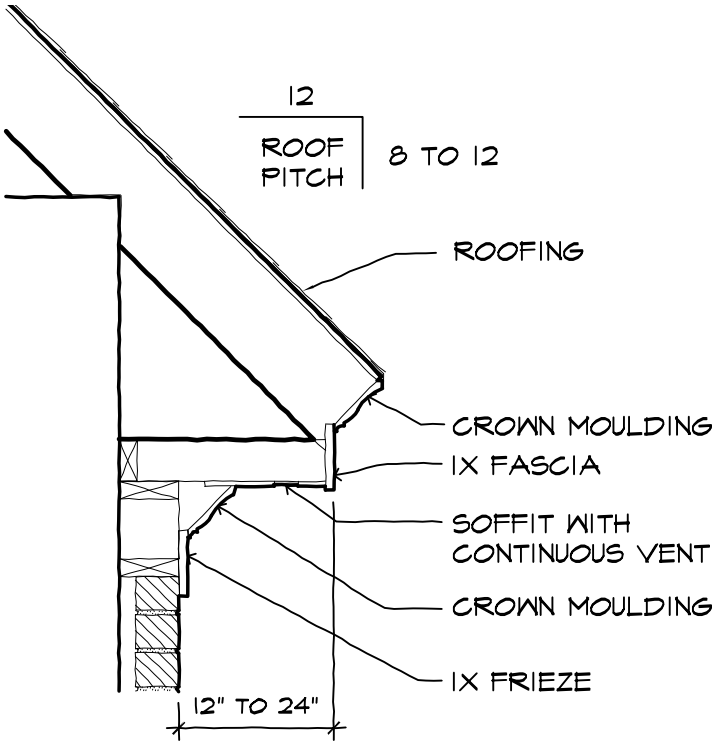 12
ROOF
PITCH
8 TO 12
ROOFING
CROWN MOULDING
1X FASCIA
SOFFIT WITH
CONTINUOUS VENT
CROWN MOULDING
1X FRIEZE
12" TO 24"